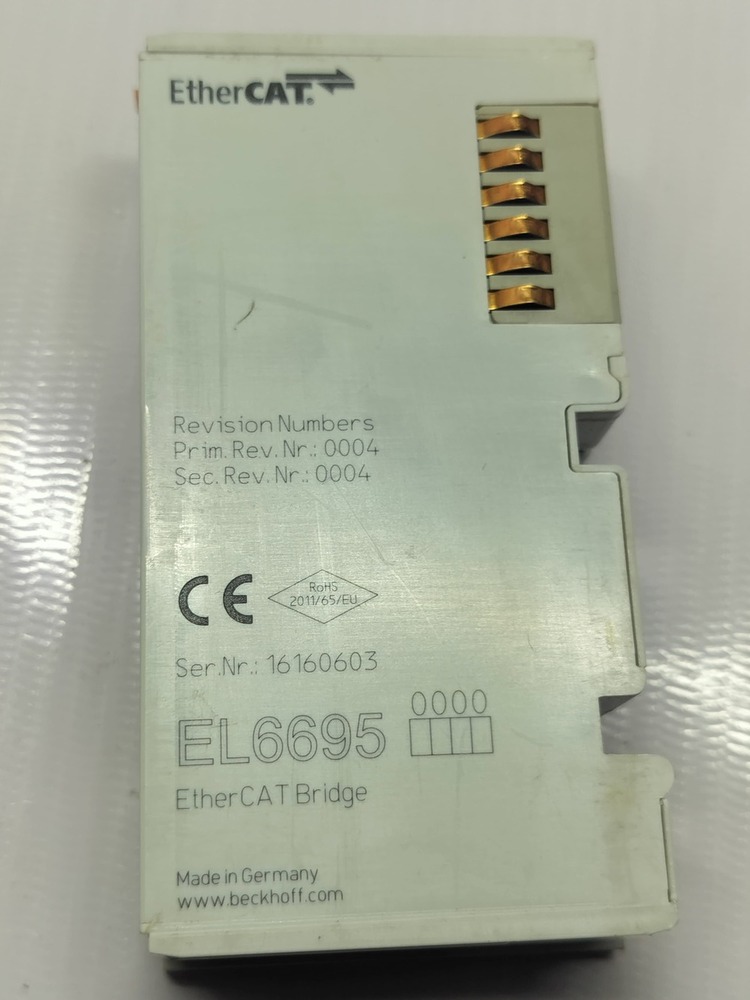 EtherCAT®
Revision Numbers
Prim. Rev. Nr.: 0004
Sec. Rev. Nr.: 0004
CE
RoHS
2011/65/EU
Ser.Nr.: 16160603
0000
EL6695
EtherCAT Bridge
Made in Germany
www.beckhoff.com